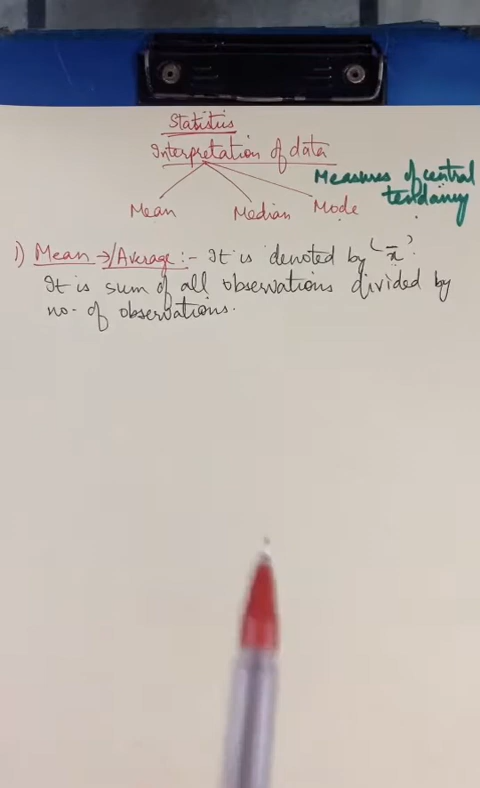 Statistics
Interpretation of data
Measures of central
tendancy
Mean Median Mode
1) Mean → /Average :- It is denoted by ‘x̄’.
It is sum of all observations divided by
no. of observations.